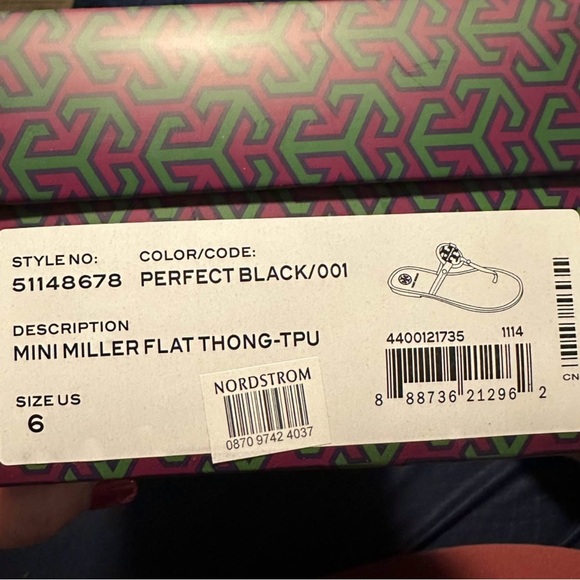 STYLE NO: COLOR/CODE:
51148678 PERFECT BLACK/001
DESCRIPTION
MINI MILLER FLAT THONG-TPU
SIZE US
6
NORDSTROM
0870 9742 4037
4400121735 1114
8 88736 21296 2
CN